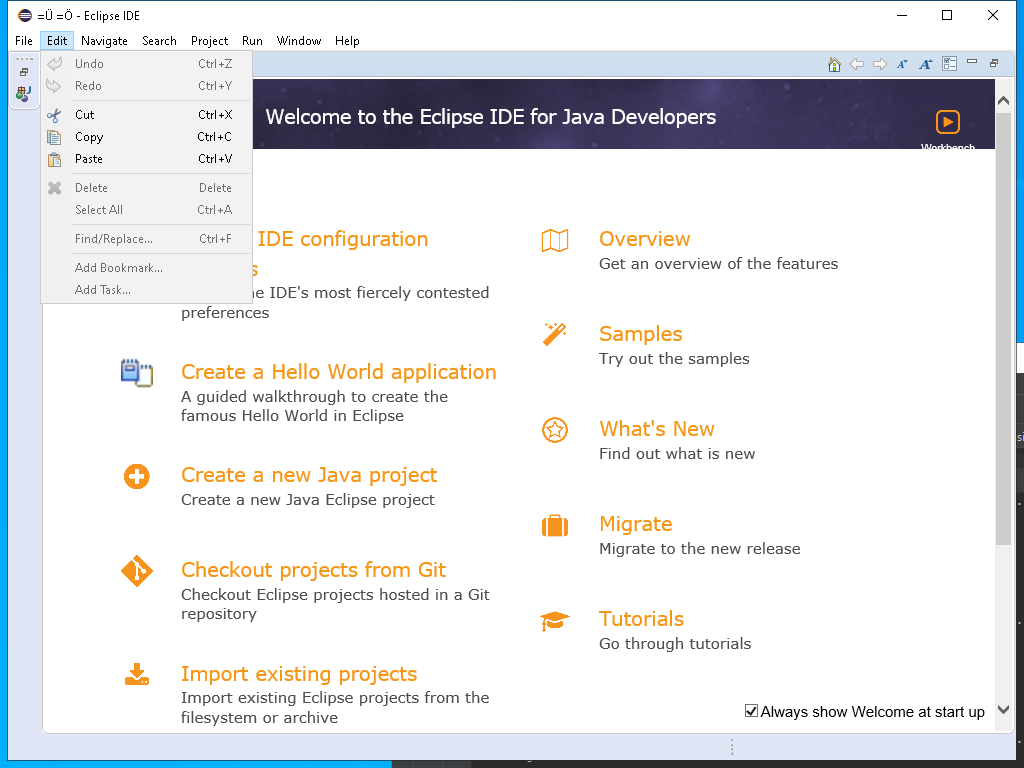 =Ü =Ö - Eclipse IDE
File Edit Navigate Search Project Run Window Help
Undo Ctrl+Z
Redo Ctrl+Y
Cut Ctrl+X
Copy Ctrl+C
Paste Ctrl+V
Delete Delete
Select All Ctrl+A
Find/Replace... Ctrl+F
Add Bookmark...
Add Task...
Welcome to the Eclipse IDE for Java Developers
Workbench
IDE configuration
s
IDE's most fiercely contested
preferences
Create a Hello World application
A guided walkthrough to create the
famous Hello World in Eclipse
Create a new Java project
Create a new Java Eclipse project
Checkout projects from Git
Checkout Eclipse projects hosted in a Git
repository
Import existing projects
Import existing Eclipse projects from the
filesystem or archive
Overview
Get an overview of the features
Samples
Try out the samples
What's New
Find out what is new
Migrate
Migrate to the new release
Tutorials
Go through tutorials
Always show Welcome at start up